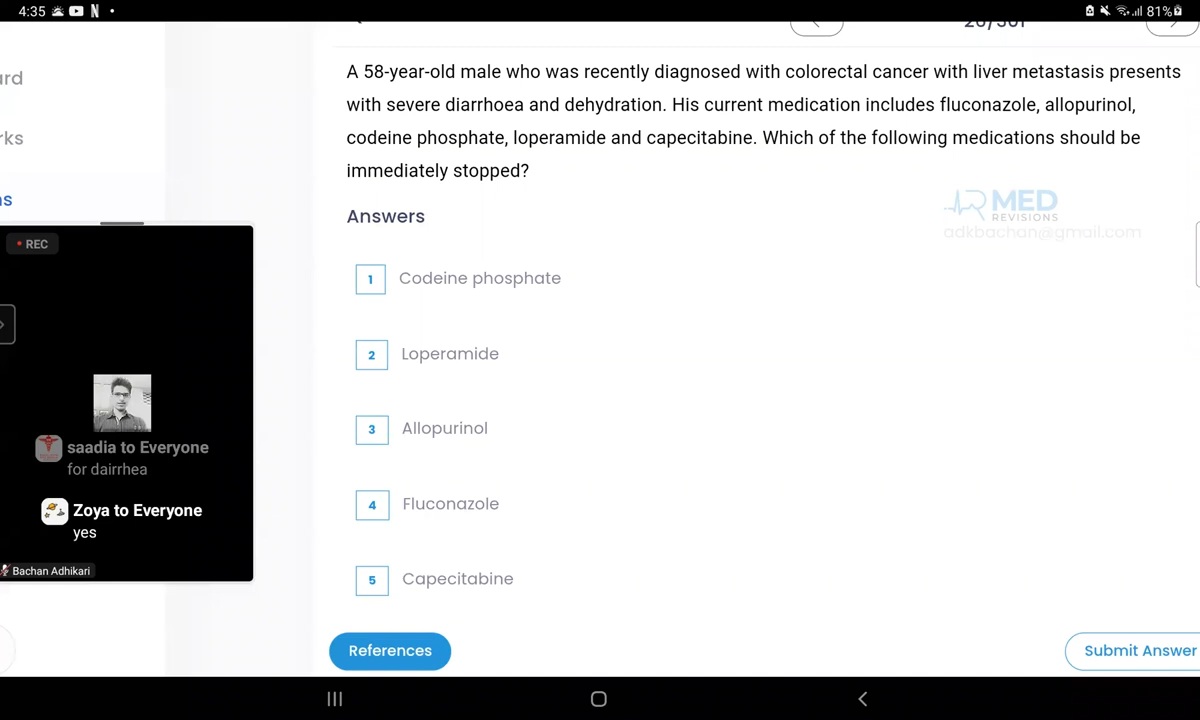 4:35 N 81%
ard
rks
ns
A 58-year-old male who was recently diagnosed with colorectal cancer with liver metastasis presents
with severe diarrhoea and dehydration. His current medication includes fluconazole, allopurinol,
codeine phosphate, loperamide and capecitabine. Which of the following medications should be
immediately stopped?
MED
REVISIONS
adkbachan@gmail.com
Answers
1 Codeine phosphate
2 Loperamide
3 Allopurinol
4 Fluconazole
5 Capecitabine
References
Submit Answer
REC
saadia to Everyone
for dairrhea
Zoya to Everyone
yes
Bachan Adhikari